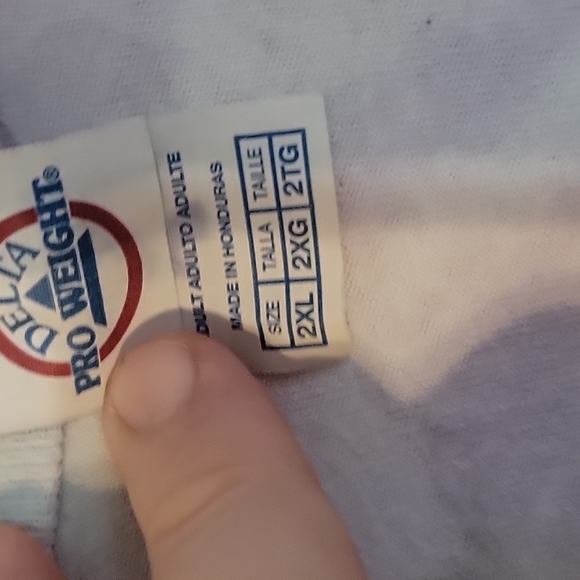 DELTA
PRO WEIGHT®
DULT ADULTO ADULTE
MADE IN HONDURAS
SIZE TALLA TAILLE
2XL 2XG 2TG